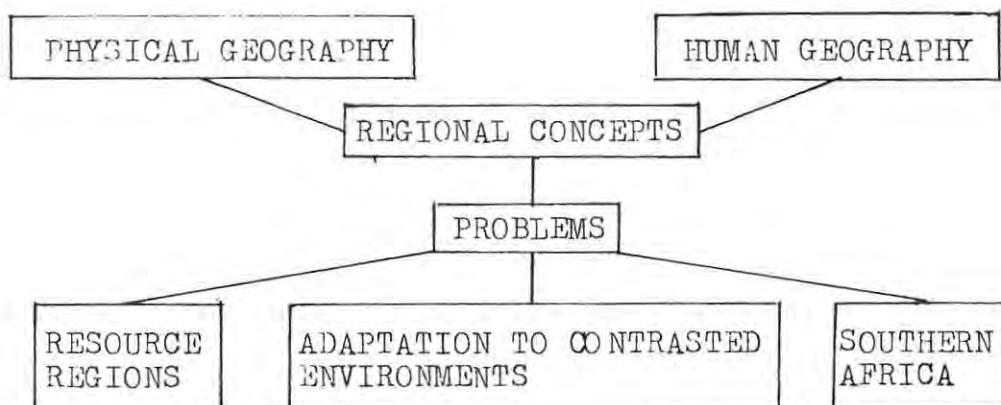 PHYSICAL GEOGRAPHY
HUMAN GEOGRAPHY
REGIONAL CONCEPTS
PROBLEMS
RESOURCE
REGIONS
ADAPTATION TO CONTRASTED
ENVIRONMENTS
SOUTHERN
AFRICA